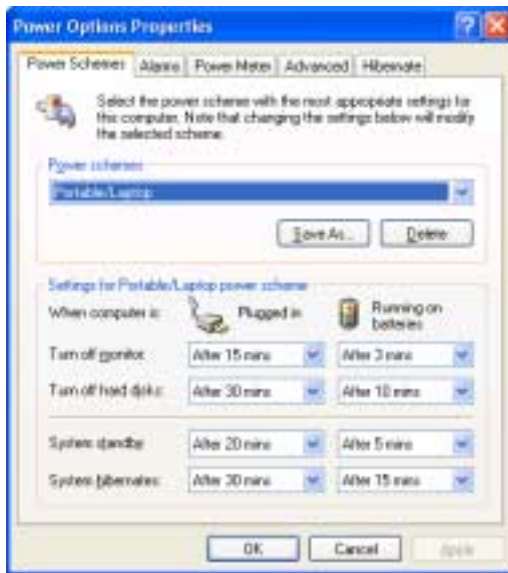 Power Options Properties
Power Schemes Alarms Power Meter Advanced Hibernate
Select the power scheme with the most appropriate settings for
this computer. Note that changing the settings below will modify
the selected scheme.
Power schemes
Portable/Laptop
Save As... Delete
Settings for Portable/Laptop power scheme
When computer is: Plugged in Running on
batteries
Turn off monitor: After 15 mins After 3 mins
Turn off hard disks: After 30 mins After 10 mins
System standby: After 20 mins After 5 mins
System hibernates: After 30 mins After 15 mins
OK Cancel Apply